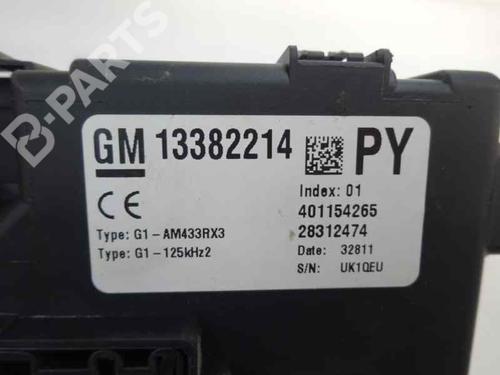 B-PARTS
GM 13382214 PY
CE
Index: 01
401154265
Type: G1-AM433RX3
28312474
Type: G1-125kHz2
Date: 32811
S/N: UK1QEU